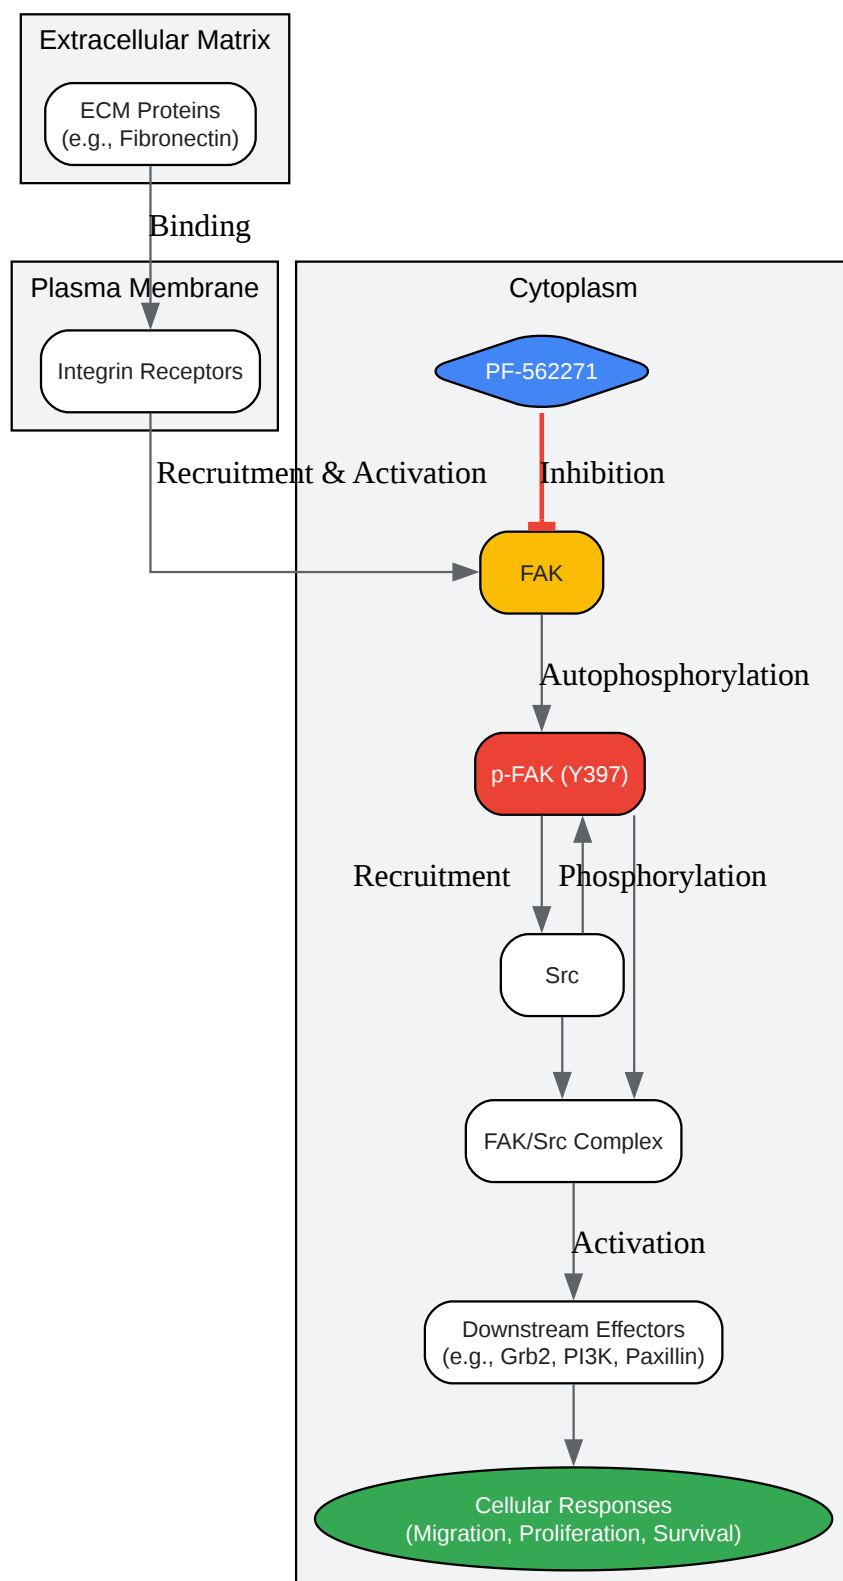 Extracellular Matrix
ECM Proteins
(e.g., Fibronectin)
Binding
Plasma Membrane
Integrin Receptors
Cytoplasm
PF-562271
Recruitment & Activation
Inhibition
FAK
Autophosphorylation
p-FAK (Y397)
Recruitment
Phosphorylation
Src
FAK/Src Complex
Activation
Downstream Effectors
(e.g., Grb2, PI3K, Paxillin)
Cellular Responses
(Migration, Proliferation, Survival)